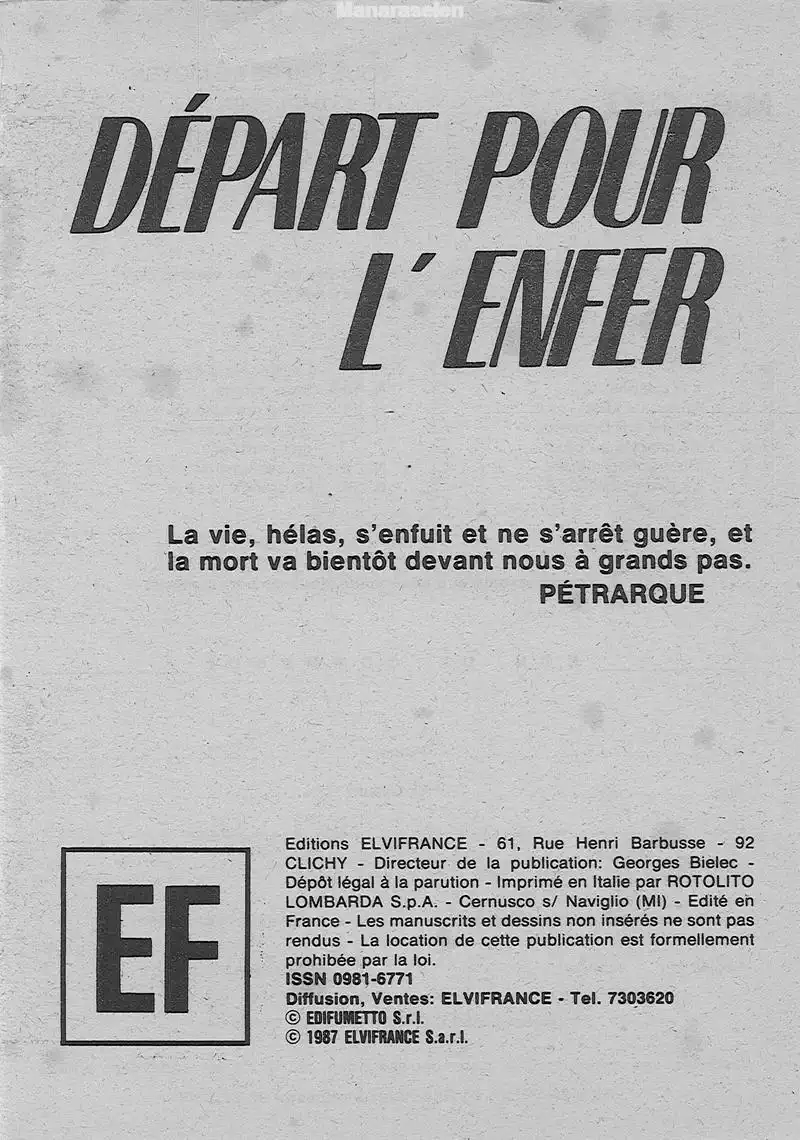 Manaraselon
DÉPART POUR
L'ENFER
La vie, hélas, s'enfuit et ne s'arrêt guère, et
la mort va bientôt devant nous à grands pas.
PÉTRARQUE
EF
Editions ELVIFRANCE - 61, Rue Henri Barbusse - 92
CLICHY - Directeur de la publication: Georges Bielec -
Dépôt légal à la parution - Imprimé en Italie par ROTOLITO
LOMBARDA S.p.A. - Cernusco s/ Naviglio (MI) - Edité en
France - Les manuscrits et dessins non insérés ne sont pas
rendus - La location de cette publication est formellement
prohibée par la loi.
ISSN 0981-6771
Diffusion, Ventes: ELVIFRANCE - Tel. 7303620
© EDIFUMETTO S.r.l.
© 1987 ELVIFRANCE S.a.r.l.